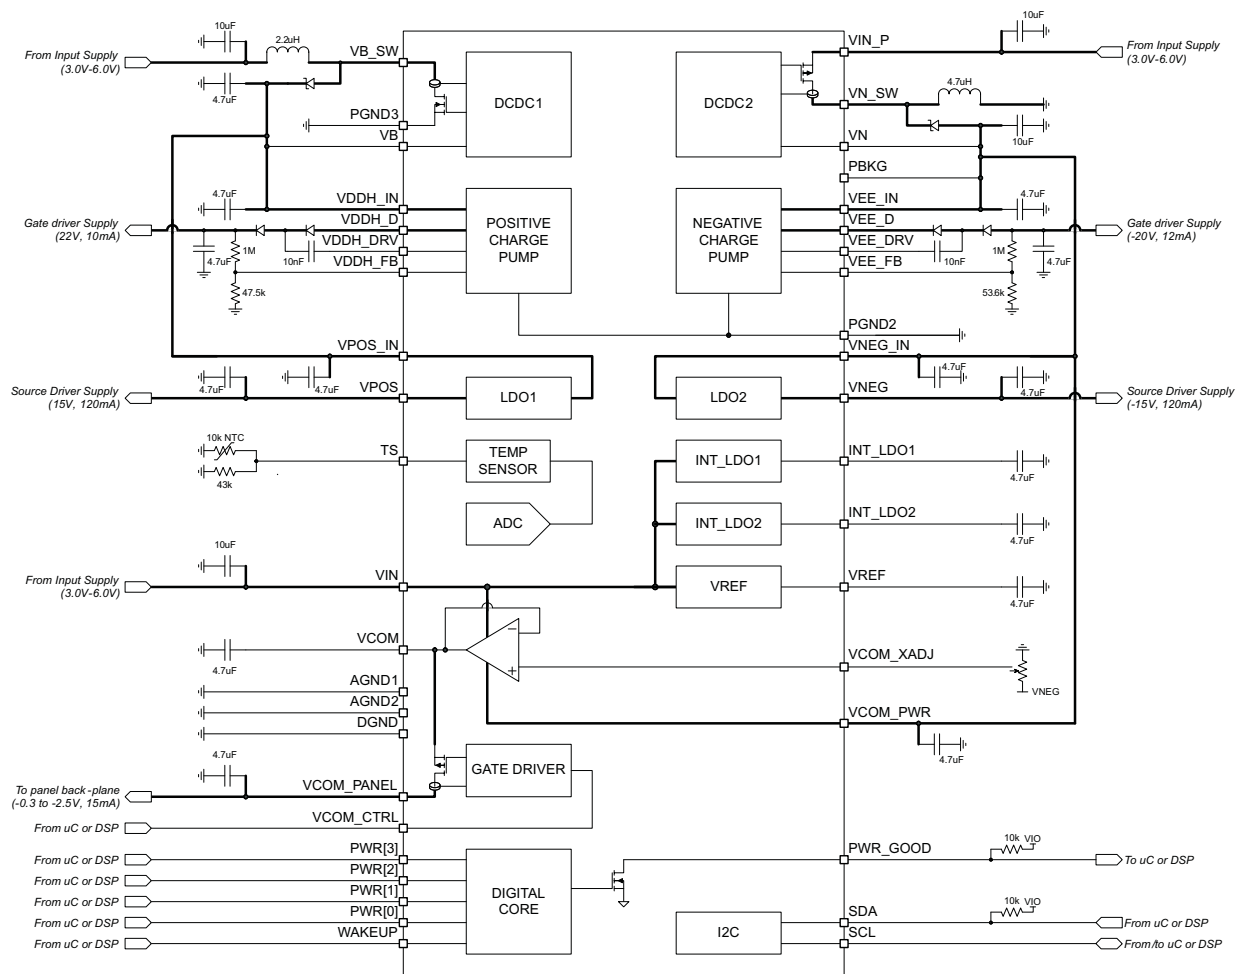 10uF
2.2uH
VB_SW
From Input Supply
(3.0V-6.0V)
4.7uF
PGND3
VB
DCDC1
DCDC2
VIN_P
10uF
From Input Supply
(3.0V-6.0V)
4.7uH
VN_SW
10uF
VN
PBKG
4.7uF
VDDH_IN
Gate driver Supply
(22V, 10mA)
VDDH_D
VDDH_DRV
VDDH_FB
4.7uF
1M
10nF
47.5k
POSITIVE
CHARGE
PUMP
NEGATIVE
CHARGE
PUMP
VEE_IN
4.7uF
VEE_D
VEE_DRV
VEE_FB
Gate driver Supply
(-20V, 12mA)
10nF
1M
4.7uF
53.6k
PGND2
VPOS_IN
4.7uF
4.7uF
Source Driver Supply
(15V, 120mA)
VPOS
LDO1
LDO2
VNEG_IN
4.7uF
VNEG
4.7uF
Source Driver Supply
(-15V, 120mA)
10k NTC
43k
TS
TEMP
SENSOR
ADC
INT_LDO1
INT_LDO1
4.7uF
INT_LDO2
INT_LDO2
4.7uF
10uF
From Input Supply
(3.0V-6.0V)
VIN
VREF
VREF
4.7uF
VCOM
4.7uF
−
+
VCOM_XADJ
VNEG
AGND1
AGND2
DGND
VCOM_PWR
4.7uF
4.7uF
To panel back-plane
(-0.3 to -2.5V, 15mA)
VCOM_PANEL
GATE DRIVER
From uC or DSP
VCOM_CTRL
From uC or DSP
PWR[3]
From uC or DSP
PWR[2]
From uC or DSP
PWR[1]
From uC or DSP
PWR[0]
From uC or DSP
WAKEUP
DIGITAL
CORE
PWR_GOOD
10k
VIO
To uC or DSP
I2C
SDA
10k
VIO
From uC or DSP
SCL
From/to uC or DSP